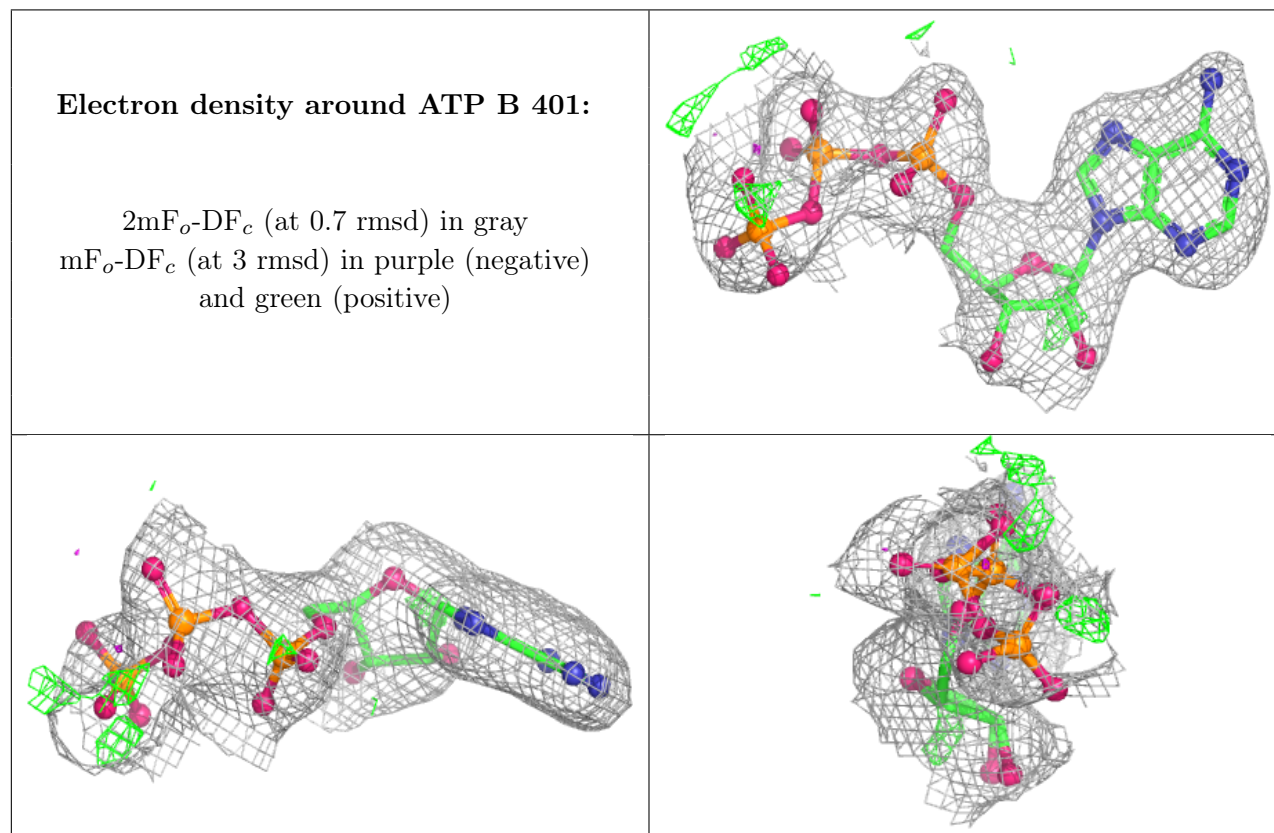 Electron density around ATP B 401:
2mFo-DFc (at 0.7 rmsd) in gray
mFo-DFc (at 3 rmsd) in purple (negative)
and green (positive)